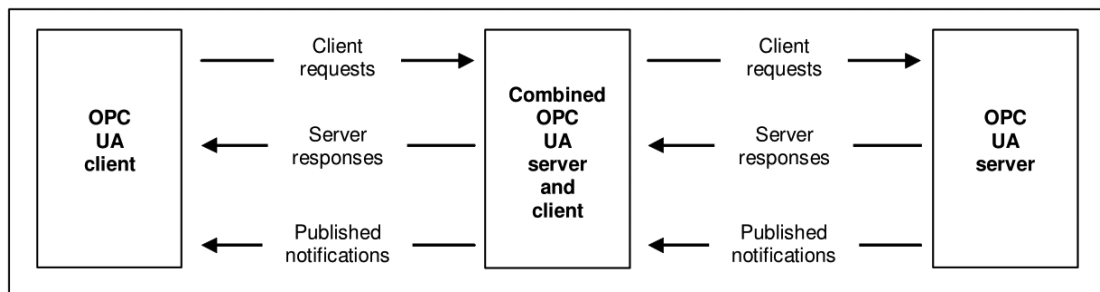 OPC
UA
client
Client
requests
Server
responses
Published
notifications
Combined
OPC
UA
server
and
client
Client
requests
Server
responses
Published
notifications
OPC
UA
server